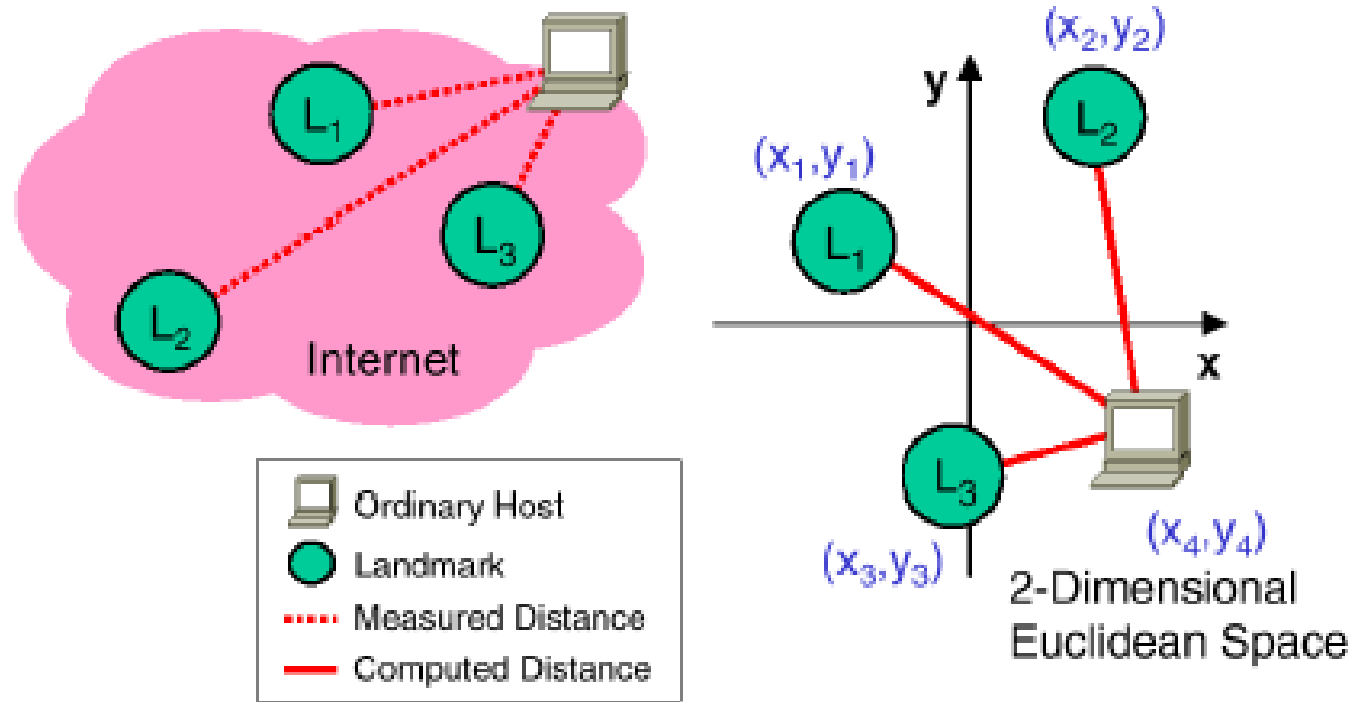 L₁
L₃
L₂
Internet
Ordinary Host
Landmark
Measured Distance
Computed Distance
(x₂,y₂)
y
L₂
(x₁,y₁)
L₁
x
L₃
(x₃,y₃)
(x₄,y₄)
2-Dimensional
Euclidean Space